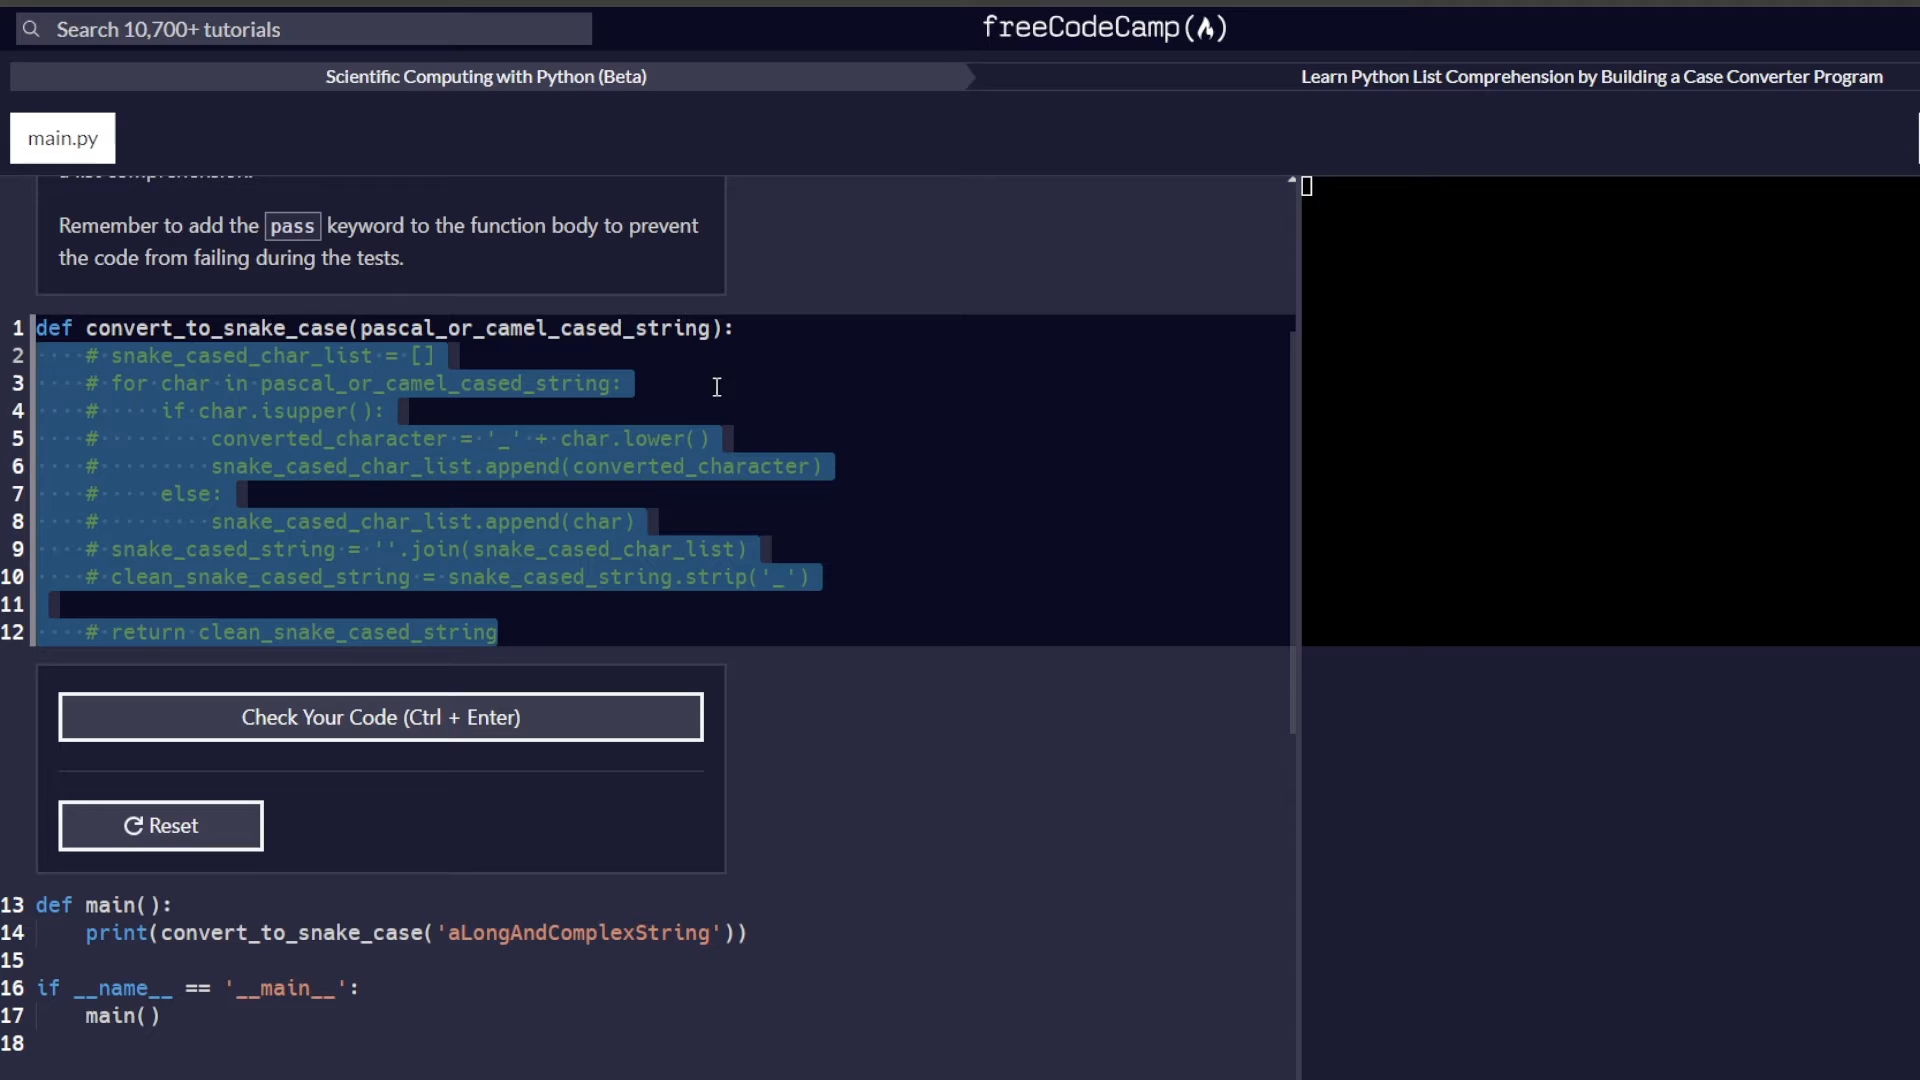 Search 10,700+ tutorials
freeCodeCamp
Scientific Computing with Python (Beta)
Learn Python List Comprehension by Building a Case Converter Program
main.py
a list comprehension.
Remember to add the pass keyword to the function body to prevent
the code from failing during the tests.
1 def convert_to_snake_case(pascal_or_camel_cased_string):
2     # snake_cased_char_list = []
3     # for char in pascal_or_camel_cased_string:
4     #     if char.isupper():
5     #         converted_character = '_' + char.lower()
6     #         snake_cased_char_list.append(converted_character)
7     #     else:
8     #         snake_cased_char_list.append(char)
9     # snake_cased_string = ''.join(snake_cased_char_list)
10     # clean_snake_cased_string = snake_cased_string.strip('_')
11
12     # return clean_snake_cased_string
Check Your Code (Ctrl + Enter)
Reset
13 def main():
14     print(convert_to_snake_case('aLongAndComplexString'))
15
16 if __name__ == '__main__':
17     main()
18